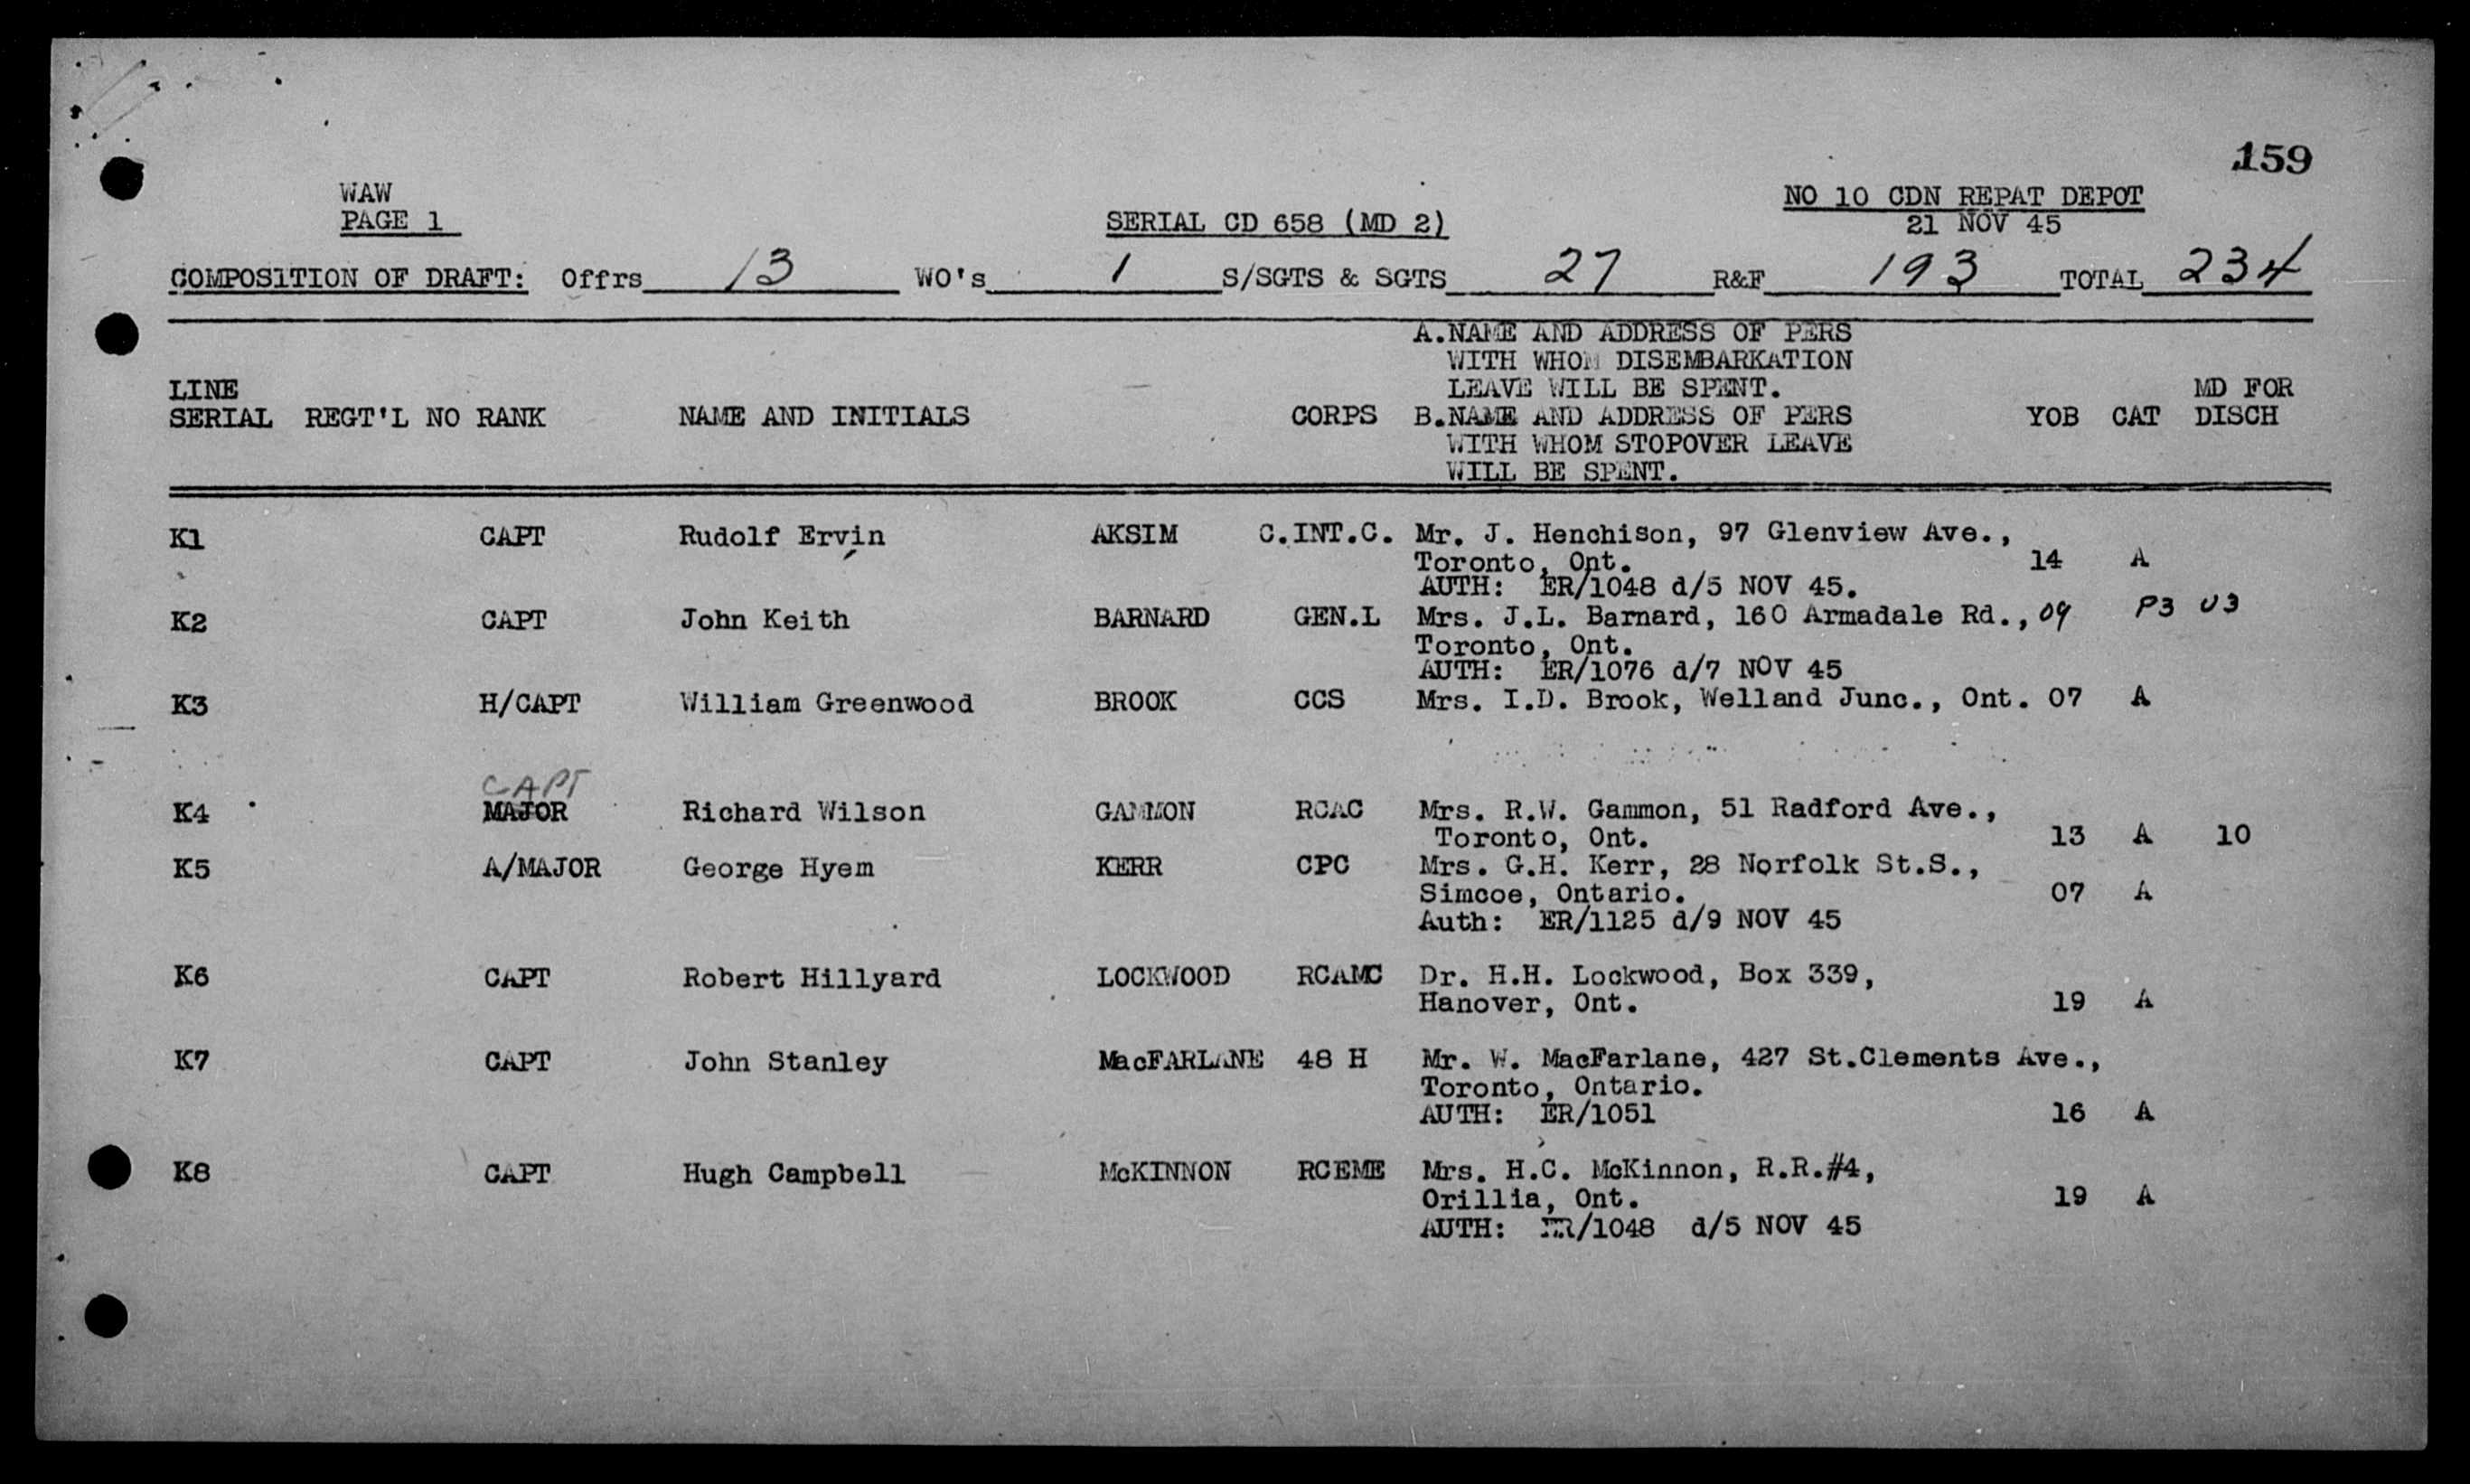 159
WAW
PAGE 1
SERIAL CD 658 (MD 2)
NO 10 CDN REPAT DEPOT
21 NOV 45
COMPOSITION OF DRAFT: Offrs 13 WO's 1 S/SGTS & SGTS 27 R&F 193 TOTAL 234
A.NAME AND ADDRESS OF PERS
WITH WHOM DISEMBARKATION
LINE LEAVE WILL BE SPENT. MD FOR
SERIAL REGT'L NO RANK NAME AND INITIALS CORPS B.NAME AND ADDRESS OF PERS YOB CAT DISCH
WITH WHOM STOPOVER LEAVE
WILL BE SPENT.
K1 CAPT Rudolf Ervin AKSIM C.INT.C. Mr. J. Henchison, 97 Glenview Ave.,
Toronto, Ont. 14 A
AUTH: ER/1048 d/5 NOV 45.
K2 CAPT John Keith BARNARD GEN.L Mrs. J.L. Barnard, 160 Armadale Rd., 09 P3 U3
Toronto, Ont.
AUTH: ER/1076 d/7 NOV 45
K3 H/CAPT William Greenwood BROOK CCS Mrs. I.D. Brook, Welland Junc., Ont. 07 A
CAPT
K4 MAJOR Richard Wilson GAMMON RCAC Mrs. R.W. Gammon, 51 Radford Ave.,
Toronto, Ont. 13 A 10
K5 A/MAJOR George Hyem KERR CPC Mrs. G.H. Kerr, 28 Norfolk St.S.,
Simcoe, Ontario. 07 A
Auth: ER/1125 d/9 NOV 45
K6 CAPT Robert Hillyard LOCKWOOD RCAMC Dr. H.H. Lockwood, Box 339,
Hanover, Ont. 19 A
K7 CAPT John Stanley MacFARLANE 48 H Mr. W. MacFarlane, 427 St.Clements Ave.,
Toronto, Ontario.
AUTH: ER/1051 16 A
K8 CAPT Hugh Campbell McKINNON RCEME Mrs. H.C. McKinnon, R.R.#4,
Orillia, Ont. 19 A
AUTH: ER/1048 d/5 NOV 45